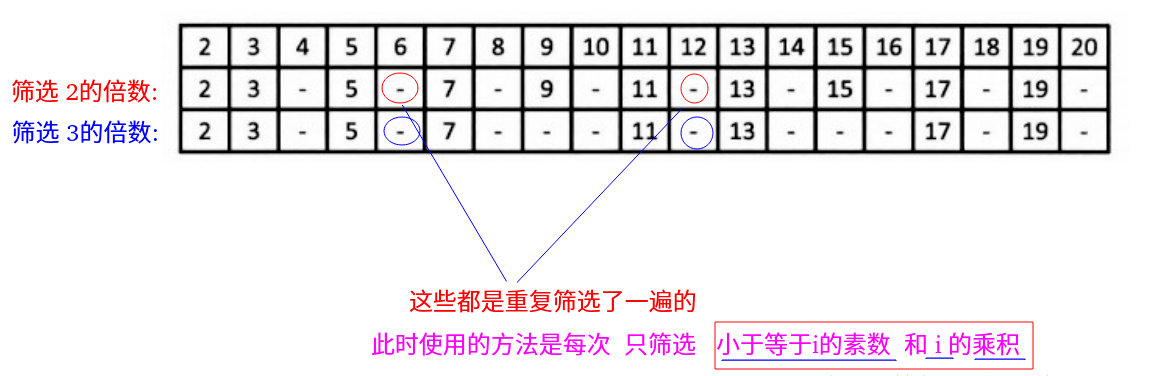 2 3 4 5 6 7 8 9 10 11 12 13 14 15 16 17 18 19 20
筛选 2的倍数: 2 3 - 5 - 7 - 9 - 11 - 13 - 15 - 17 - 19 -
筛选 3的倍数: 2 3 - 5 - 7 - - - 11 - 13 - - - 17 - 19 -
这些都是重复筛选了一遍的
此时使用的方法是每次 只筛选 小于等于i的素数 和 i 的乘积